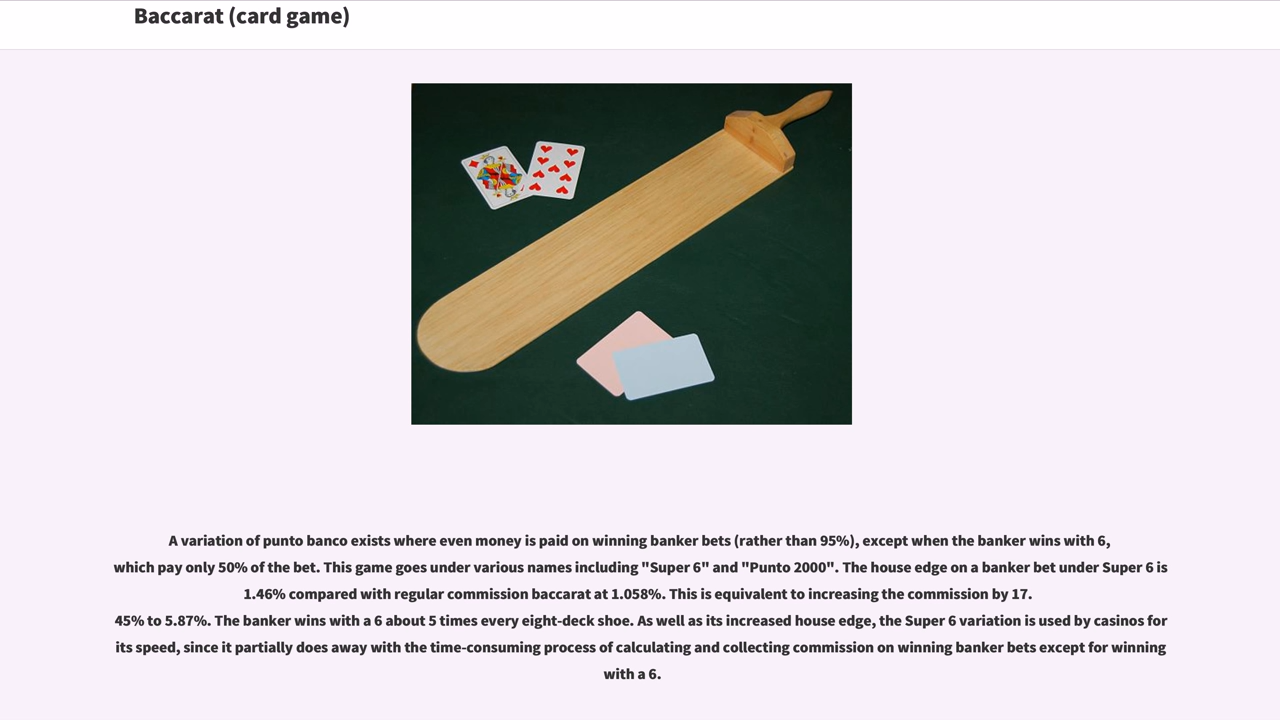 Baccarat (card game)
A variation of punto banco exists where even money is paid on winning banker bets (rather than 95%), except when the banker wins with 6,
which pay only 50% of the bet. This game goes under various names including "Super 6" and "Punto 2000". The house edge on a banker bet under Super 6 is
1.46% compared with regular commission baccarat at 1.058%. This is equivalent to increasing the commission by 17.
45% to 5.87%. The banker wins with a 6 about 5 times every eight-deck shoe. As well as its increased house edge, the Super 6 variation is used by casinos for
its speed, since it partially does away with the time-consuming process of calculating and collecting commission on winning banker bets except for winning
with a 6.